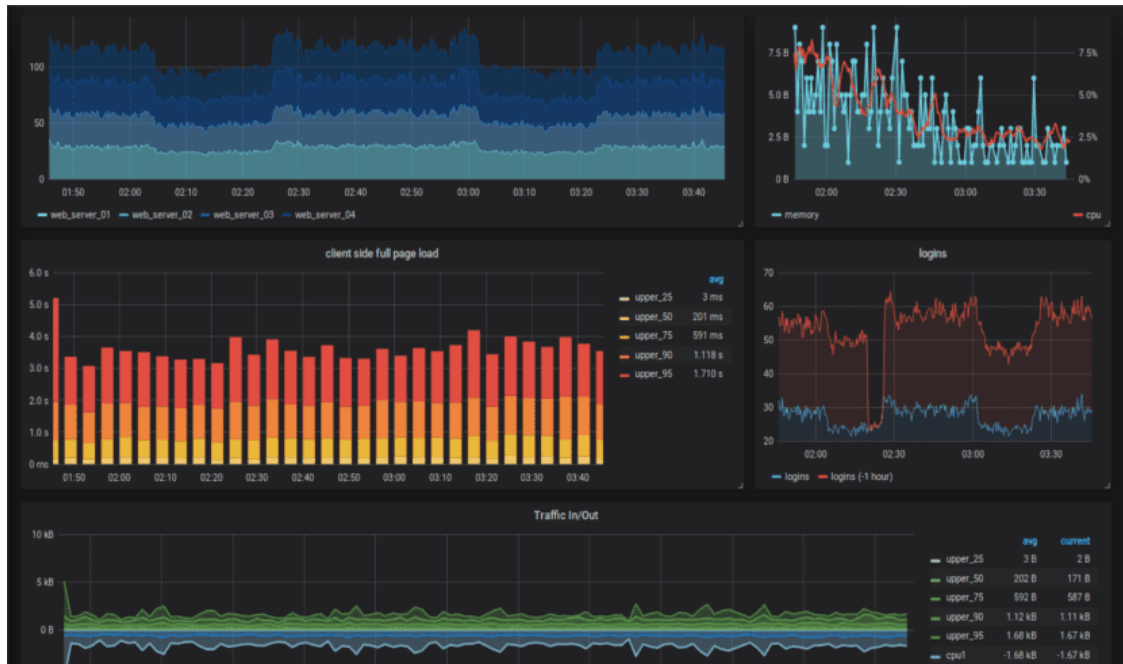 100
50
0
01:50 02:00 02:10 02:20 02:30 02:40 02:50 03:00 03:10 03:20 03:30 03:40
web_server_01 web_server_02 web_server_03 web_server_04
7.5 B 7.5%
5.0 B 5.0%
2.5 B 2.5%
0 B 0%
02:00 02:30 03:00 03:30
memory cpu
client side full page load
6.0 s
5.0 s
4.0 s
3.0 s
2.0 s
1.0 s
0 ms
01:50 02:00 02:10 02:20 02:30 02:40 02:50 03:00 03:10 03:20 03:30 03:40
avg
upper_25 3 ms
upper_50 201 ms
upper_75 591 ms
upper_90 1.118 s
upper_95 1.710 s
logins
70
60
50
40
30
20
02:00 02:30 03:00 03:30
logins logins (-1 hour)
Traffic In/Out
10 kB
5 kB
0 B
avg current
upper_25 3 B 2 B
upper_50 202 B 171 B
upper_75 592 B 587 B
upper_90 1.12 kB 1.11 kB
upper_95 1.68 kB 1.67 kB
cpu1 -1.68 kB -1.67 kB